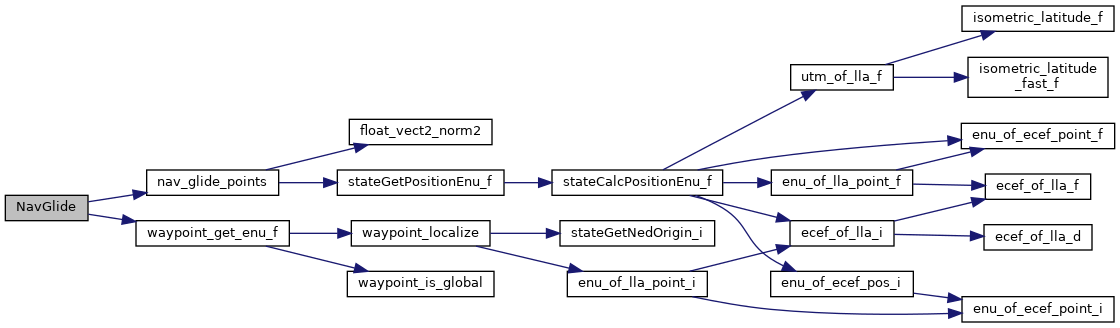 NavGlide
nav_glide_points
waypoint_get_enu_f
float_vect2_norm2
stateGetPositionEnu_f
waypoint_localize
waypoint_is_global
stateCalcPositionEnu_f
stateGetNedOrigin_i
enu_of_lla_point_i
utm_of_lla_f
enu_of_lla_point_f
ecef_of_lla_i
enu_of_ecef_pos_i
isometric_latitude_f
isometric_latitude
_fast_f
enu_of_ecef_point_f
ecef_of_lla_f
ecef_of_lla_d
enu_of_ecef_point_i